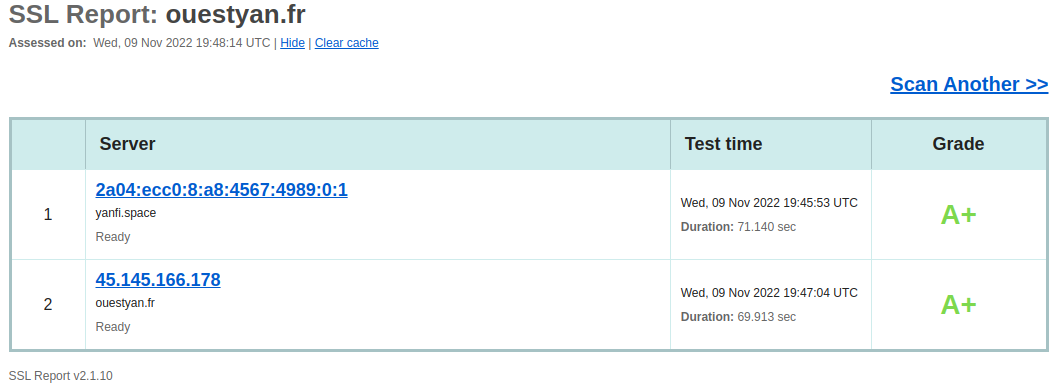 SSL Report: ouestyan.fr
Assessed on: Wed, 09 Nov 2022 19:48:14 UTC | Hide | Clear cache
Scan Another >>
Server Test time Grade
1
2a04:ecc0:8:a8:4567:4989:0:1
yanfi.space
Ready
Wed, 09 Nov 2022 19:45:53 UTC
Duration: 71.140 sec
A+
2
45.145.166.178
ouestyan.fr
Ready
Wed, 09 Nov 2022 19:47:04 UTC
Duration: 69.913 sec
A+
SSL Report v2.1.10